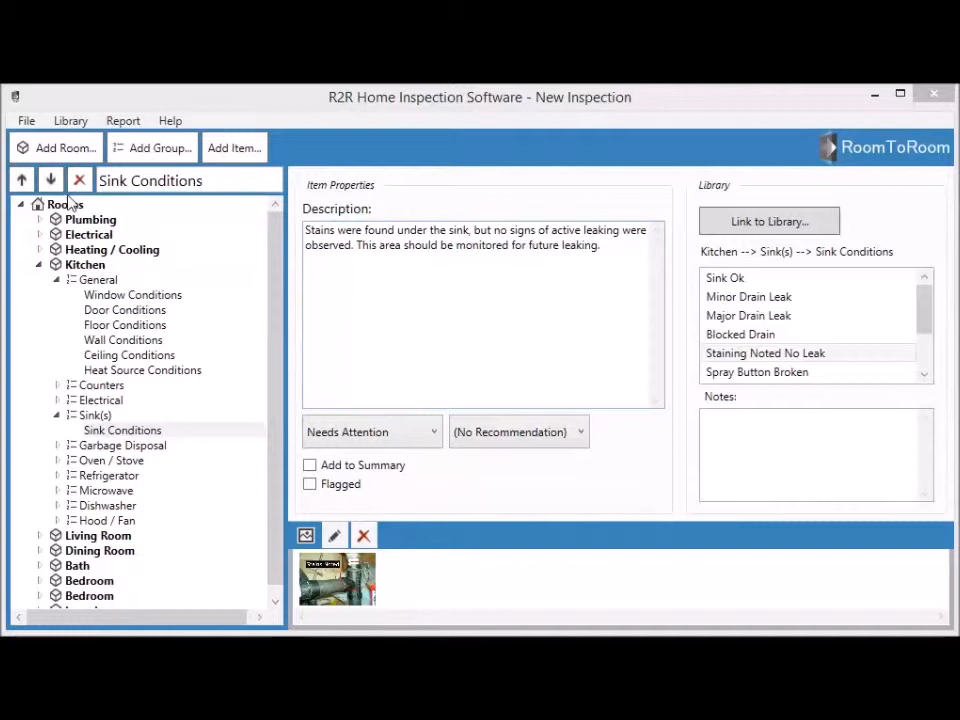 R2R Home Inspection Software - New Inspection
File Library Report Help
Add Room... Add Group... Add Item...
RoomToRoom
Sink Conditions
Rooms
Plumbing
Electrical
Heating / Cooling
Kitchen
General
Window Conditions
Door Conditions
Floor Conditions
Wall Conditions
Ceiling Conditions
Heat Source Conditions
Counters
Electrical
Sink(s)
Sink Conditions
Garbage Disposal
Oven / Stove
Refrigerator
Microwave
Dishwasher
Hood / Fan
Living Room
Dining Room
Bath
Bedroom
Bedroom
Item Properties
Description:
Stains were found under the sink, but no signs of active leaking were
observed. This area should be monitored for future leaking.
Needs Attention
(No Recommendation)
Add to Summary
Flagged
Stains Noted
Library
Link to Library...
Kitchen --> Sink(s) --> Sink Conditions
Sink Ok
Minor Drain Leak
Major Drain Leak
Blocked Drain
Staining Noted No Leak
Spray Button Broken
Notes: